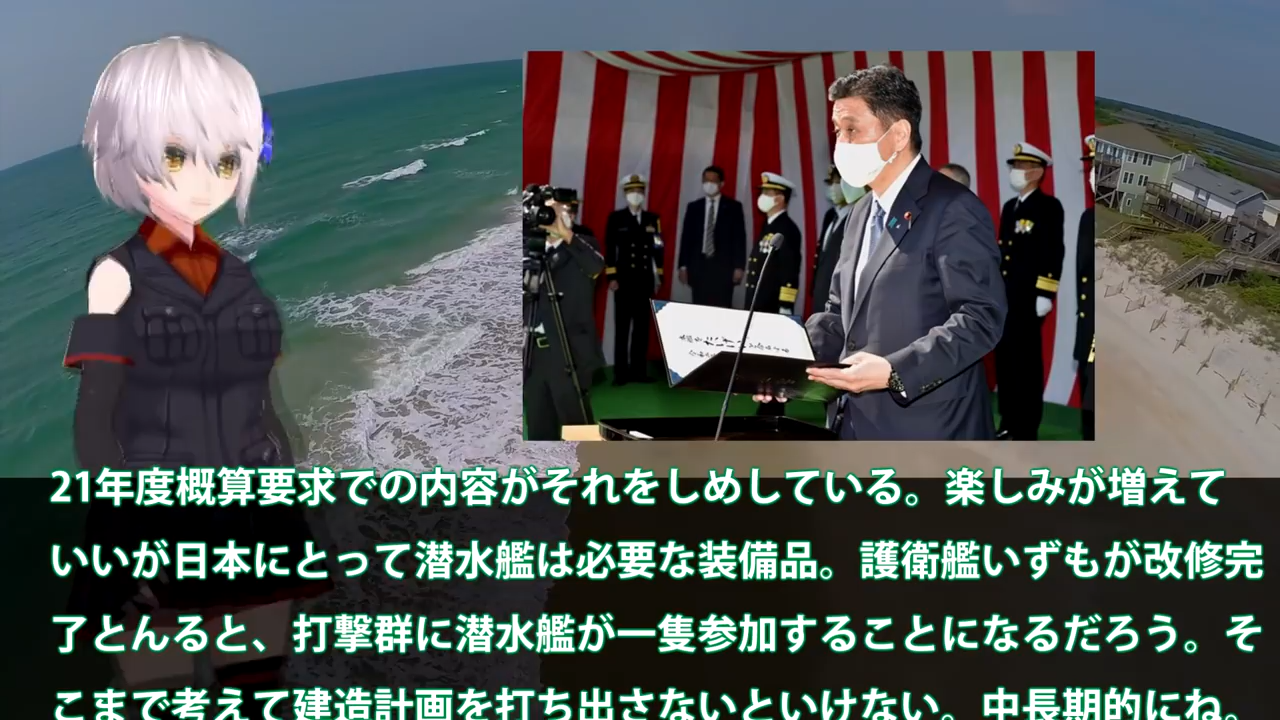 たいげい
21年度概算要求での内容がそれをしめしている。楽しみが増えて
いいが日本にとって潜水艦は必要な装備品。護衛艦いずもが改修完
了とんると、打撃群に潜水艦が一隻参加することになるだろう。そ
こまで考えて建造計画を打ち出さないといけない。中長期的にね。